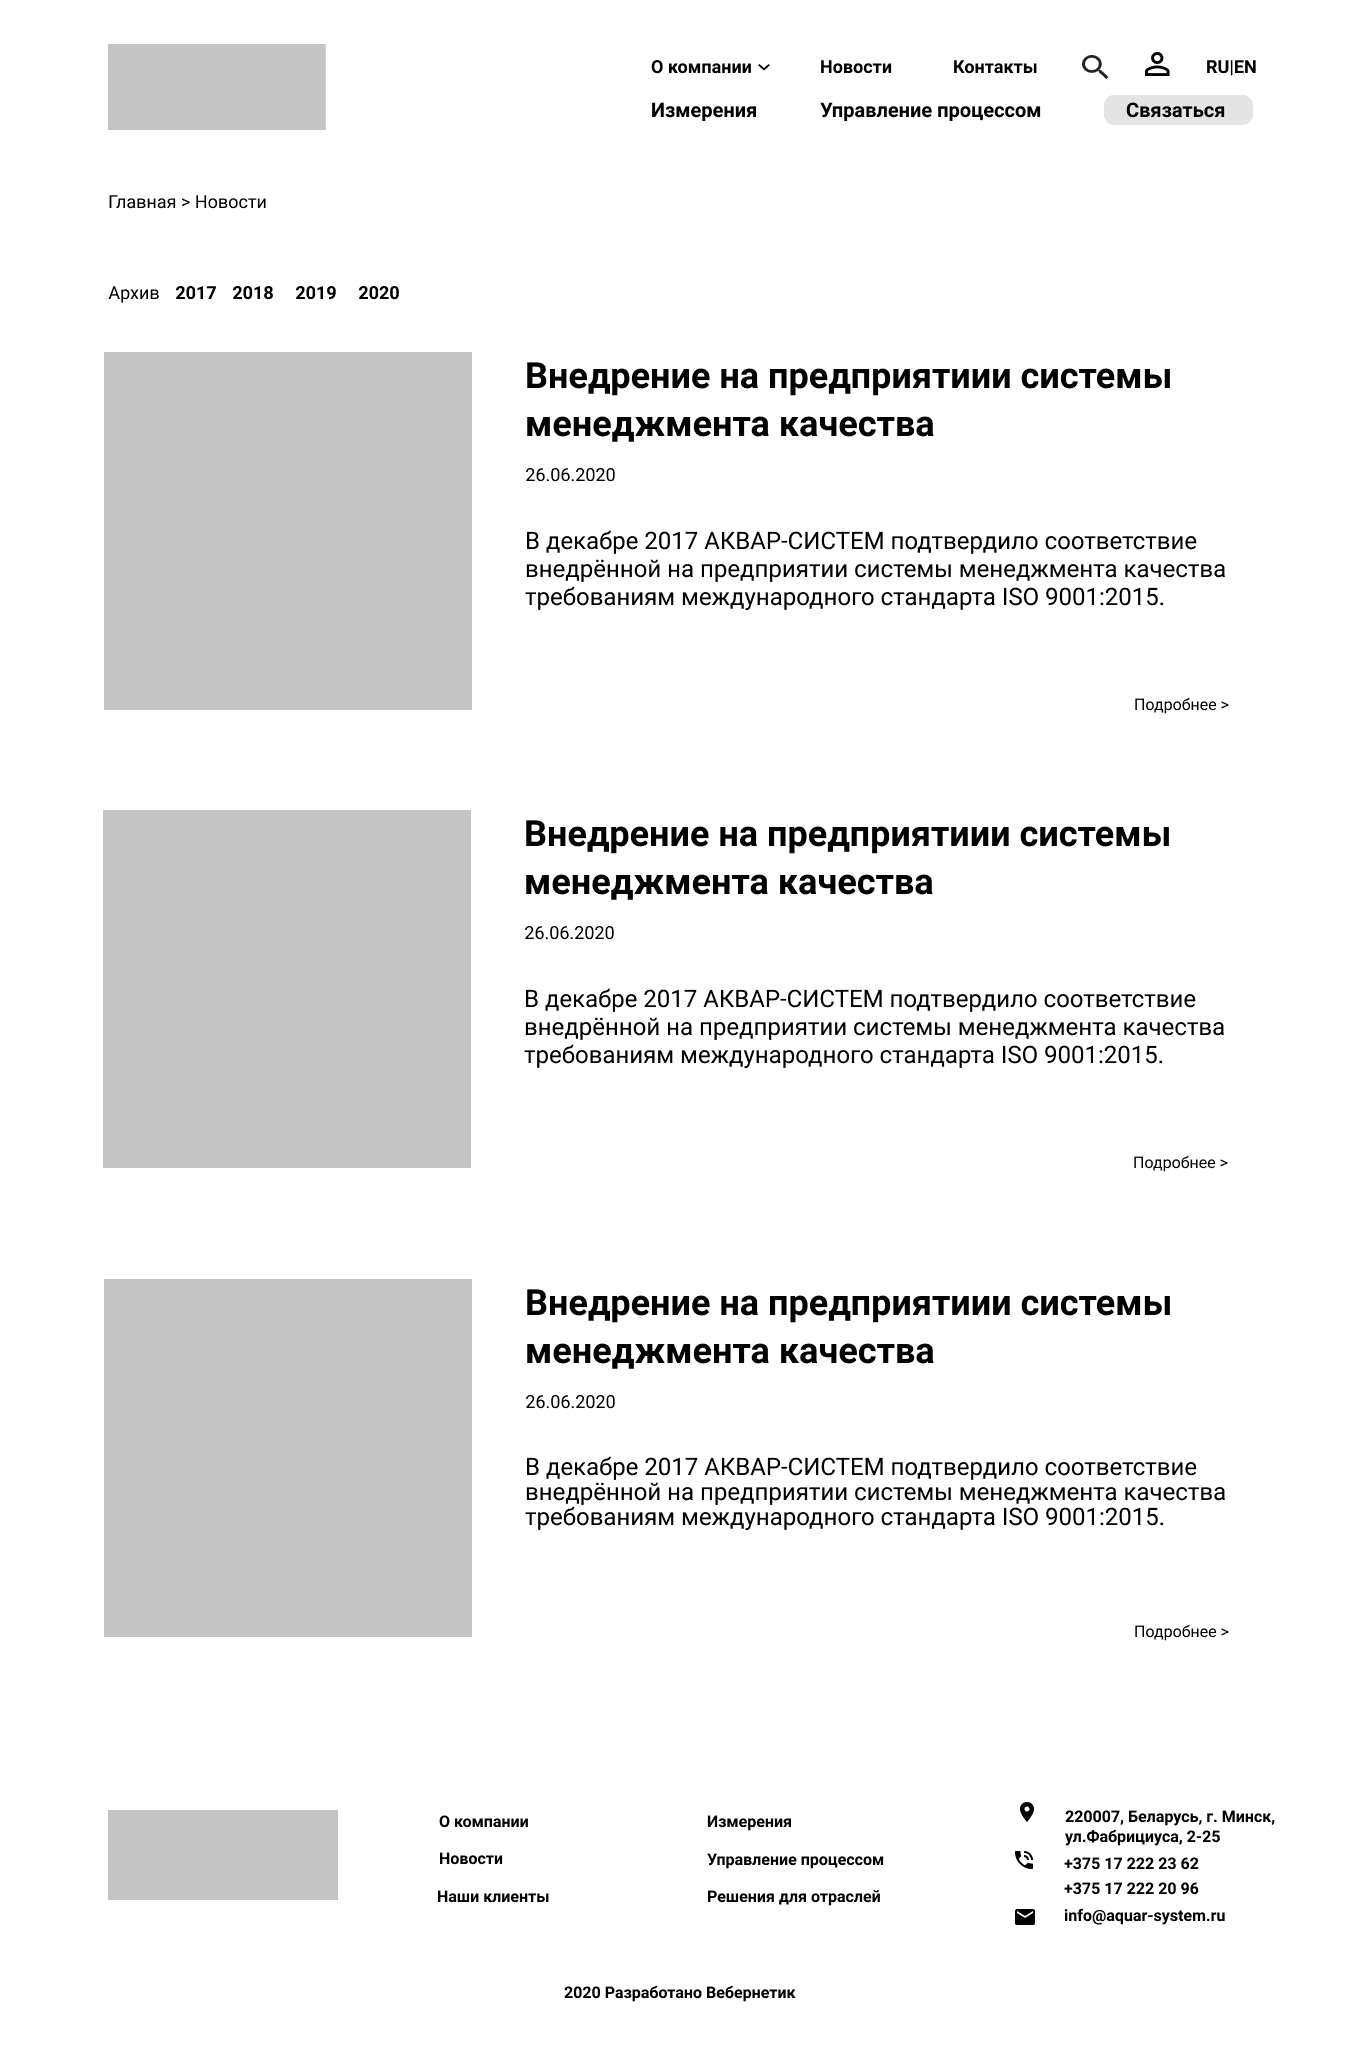 О компании
Новости
Контакты
RU|EN
Измерения
Управление процессом
Связаться
Главная > Новости
Архив 2017 2018 2019 2020
Внедрение на предприятиии системы
менеджмента качества
26.06.2020
В декабре 2017 АКВАР-СИСТЕМ подтвердило соответствие
внедрённой на предприятии системы менеджмента качества
требованиям международного стандарта ISO 9001:2015.
Подробнее >
Внедрение на предприятиии системы
менеджмента качества
26.06.2020
В декабре 2017 АКВАР-СИСТЕМ подтвердило соответствие
внедрённой на предприятии системы менеджмента качества
требованиям международного стандарта ISO 9001:2015.
Подробнее >
Внедрение на предприятиии системы
менеджмента качества
26.06.2020
В декабре 2017 АКВАР-СИСТЕМ подтвердило соответствие
внедрённой на предприятии системы менеджмента качества
требованиям международного стандарта ISO 9001:2015.
Подробнее >
О компании
Новости
Наши клиенты
Измерения
Управление процессом
Решения для отраслей
220007, Беларусь, г. Минск,
ул.Фабрициуса, 2-25
+375 17 222 23 62
+375 17 222 20 96
info@aquar-system.ru
2020 Разработано Вебернетик